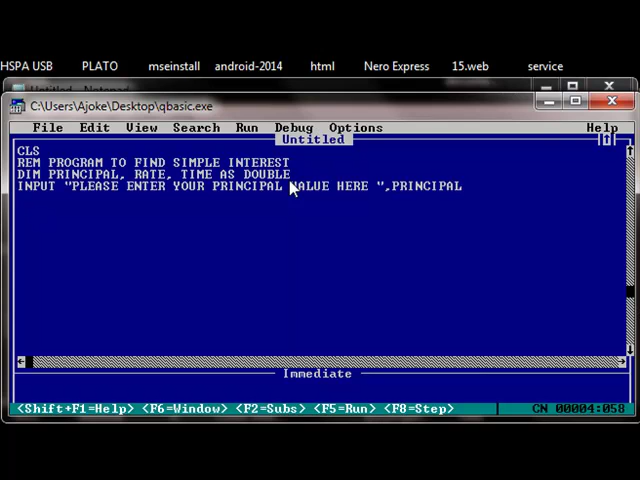 HSPA USB PLATO mseinstall android-2014 html Nero Express 15.web service
Untitled - Notepad
C:\Users\Ajoke\Desktop\qbasic.exe
File Edit View Search Run Debug Options Help
Untitled
CLS
REM PROGRAM TO FIND SIMPLE INTEREST
DIM PRINCIPAL, RATE, TIME AS DOUBLE
INPUT "PLEASE ENTER YOUR PRINCIPAL VALUE HERE ",PRINCIPAL
Immediate
<Shift+F1=Help> <F6=Window> <F2=Subs> <F5=Run> <F8=Step> CN 00004:058